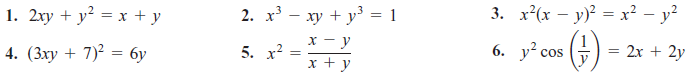 1. 2xy + y² = x + y 2. x³ − xy + y³ = 1 3. x²(x − y)² = x² − y²
4. (3xy + 7)² = 6y 5. x² = (x − y)/(x + y) 6. y² cos (1/y) = 2x + 2y